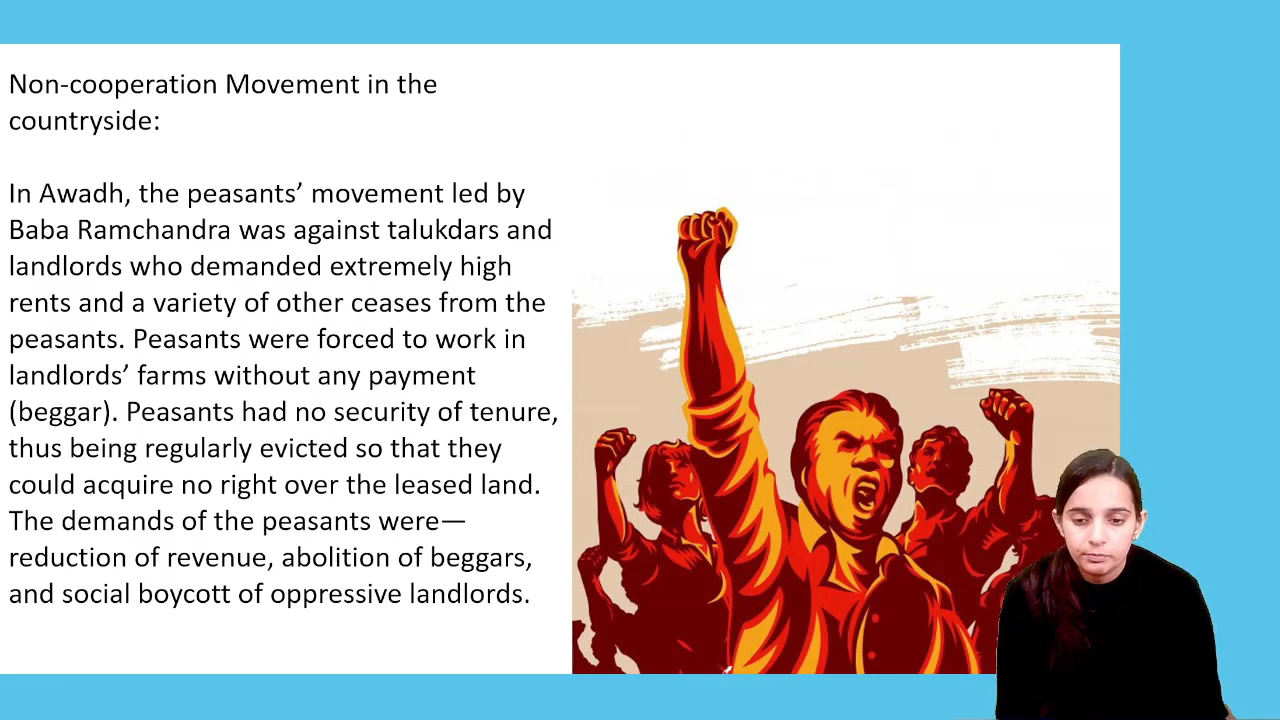 Non-cooperation Movement in the
countryside:
In Awadh, the peasants’ movement led by
Baba Ramchandra was against talukdars and
landlords who demanded extremely high
rents and a variety of other ceases from the
peasants. Peasants were forced to work in
landlords’ farms without any payment
(beggar). Peasants had no security of tenure,
thus being regularly evicted so that they
could acquire no right over the leased land.
The demands of the peasants were—
reduction of revenue, abolition of beggars,
and social boycott of oppressive landlords.